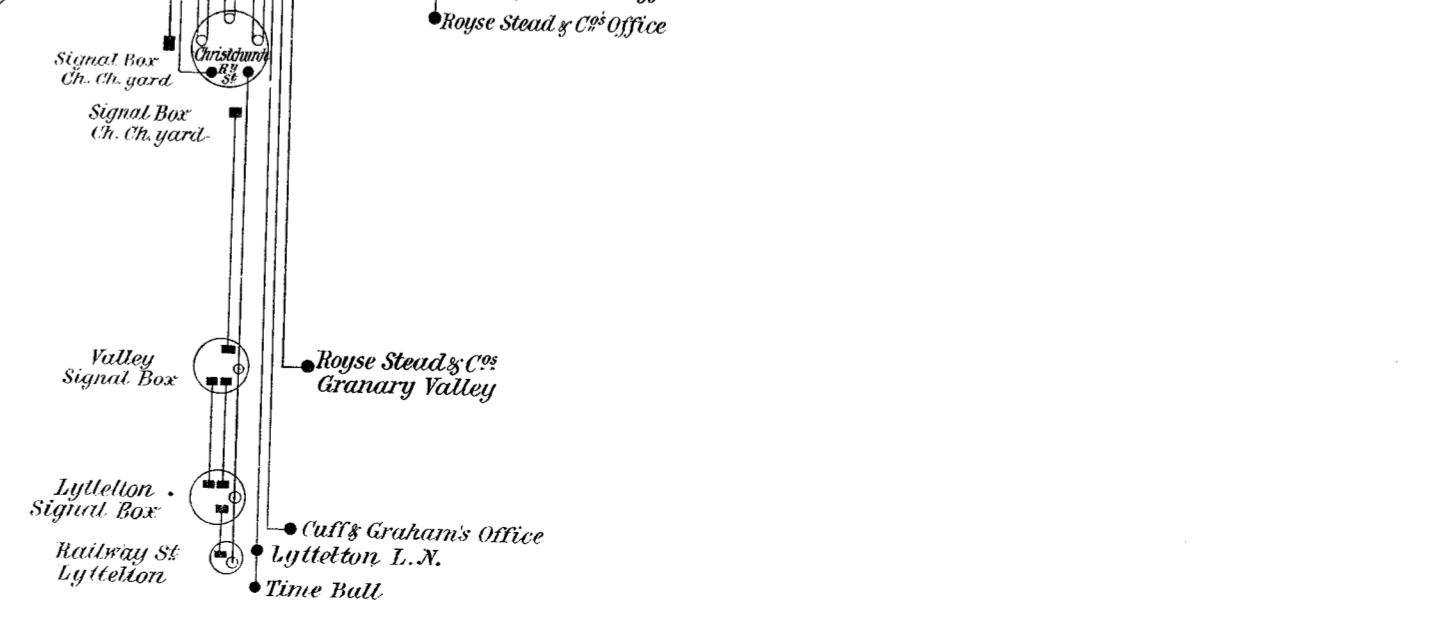 Royse Stead & Co's Office
Signal Box
Ch. Ch. yard
Christchurch
Ry
St
Signal Box
Ch. Ch. yard
Valley
Signal Box
Royse Stead & Cos
Granary Valley
Lyttelton
Signal Box
Cuff & Graham's Office
Railway St
Lyttelton
Lyttelton L.N.
Time Ball